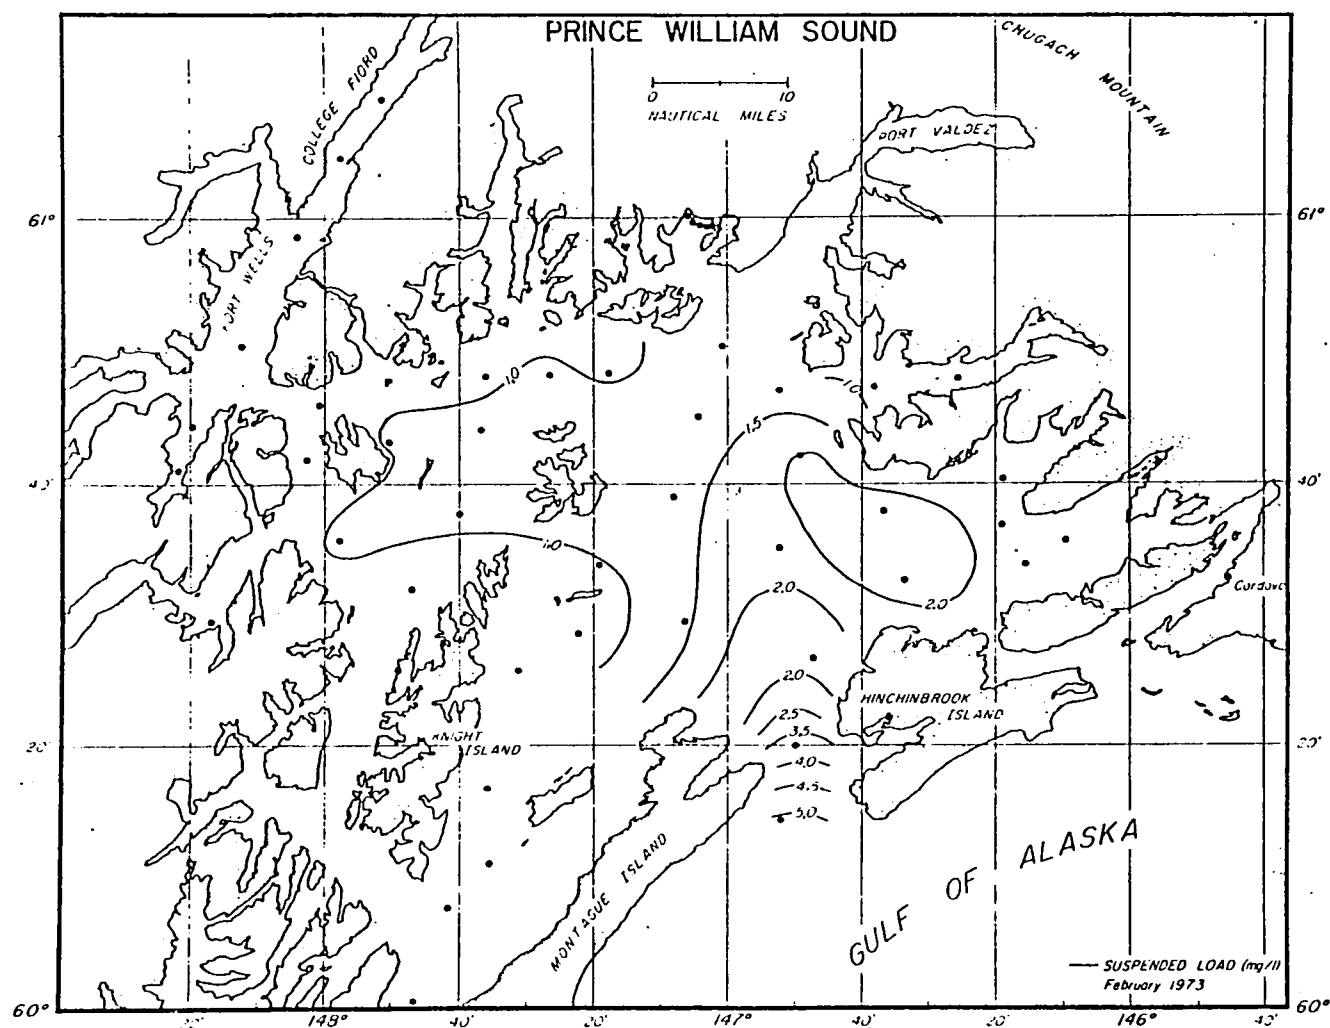 PRINCE WILLIAM SOUND
CHUGACH MOUNTAIN
COLLEGE FIORD
0 10
NAUTICAL MILES
PORT VALDEZ
61° 61°
PORT WELLS
1.0
1.0
1.5
40' 40'
1.0
2.0
2.0
Cordova
2.0
HINCHINBROOK
ISLAND
2.5
KNIGHT
ISLAND
3.5
20' 20'
4.0
4.5
5.0
MONTAGUE ISLAND
GULF OF ALASKA
SUSPENDED LOAD (mg/l)
February 1973
60° 60°
20' 148° 40' 20' 147° 40' 20' 146° 40'